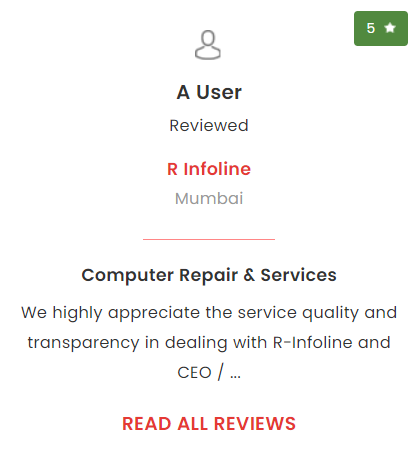 5
A User
Reviewed
R Infoline
Mumbai
Computer Repair & Services
We highly appreciate the service quality and
transparency in dealing with R-Infoline and
CEO / ...
READ ALL REVIEWS